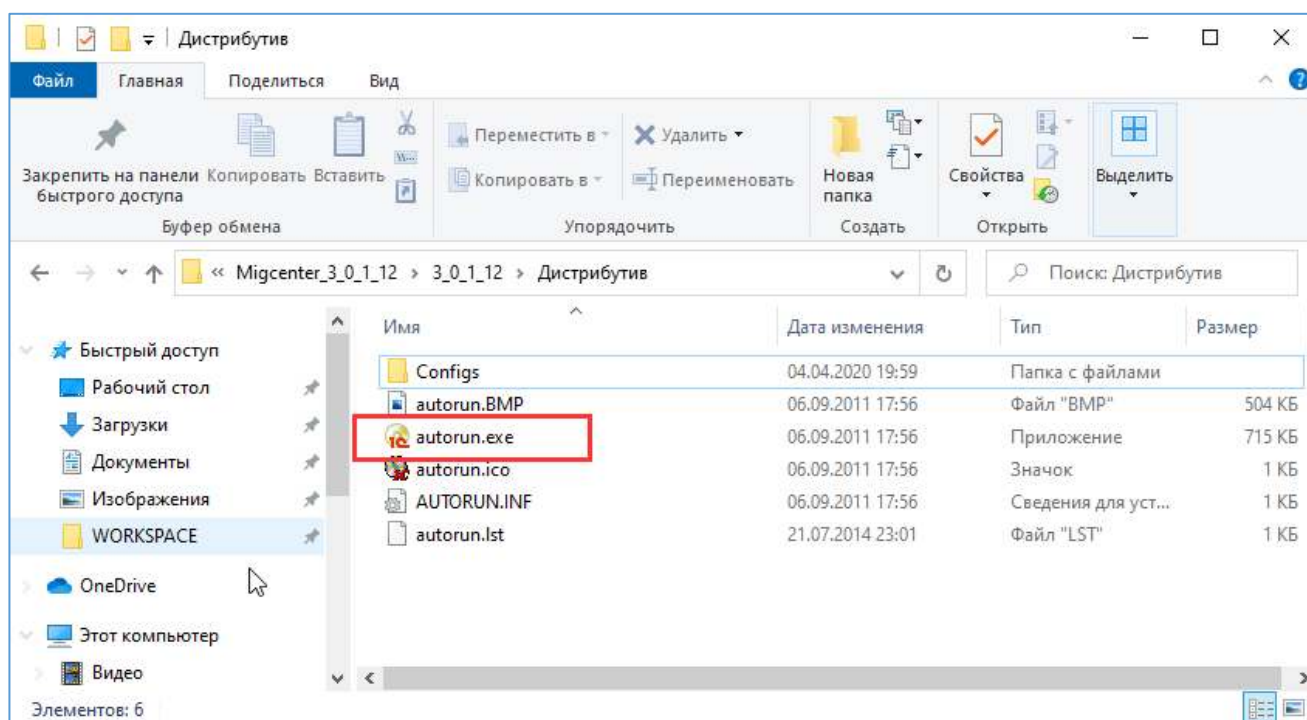 Дистрибутив
Файл Главная Поделиться Вид
Закрепить на панели быстрого доступа
Копировать
Вставить
Буфер обмена
Переместить в
Копировать в
Удалить
Переименовать
Упорядочить
Новая папка
Создать
Свойства
Открыть
Выделить
« Migcenter_3_0_1_12 › 3_0_1_12 › Дистрибутив
Поиск: Дистрибутив
Быстрый доступ
Рабочий стол
Загрузки
Документы
Изображения
WORKSPACE
OneDrive
Этот компьютер
Видео
Имя Дата изменения Тип Размер
Configs 04.04.2020 19:59 Папка с файлами
autorun.BMP 06.09.2011 17:56 Файл "BMP" 504 КБ
autorun.exe 06.09.2011 17:56 Приложение 715 КБ
autorun.ico 06.09.2011 17:56 Значок 1 КБ
AUTORUN.INF 06.09.2011 17:56 Сведения для уст... 1 КБ
autorun.lst 21.07.2014 23:01 Файл "LST" 1 КБ
Элементов: 6